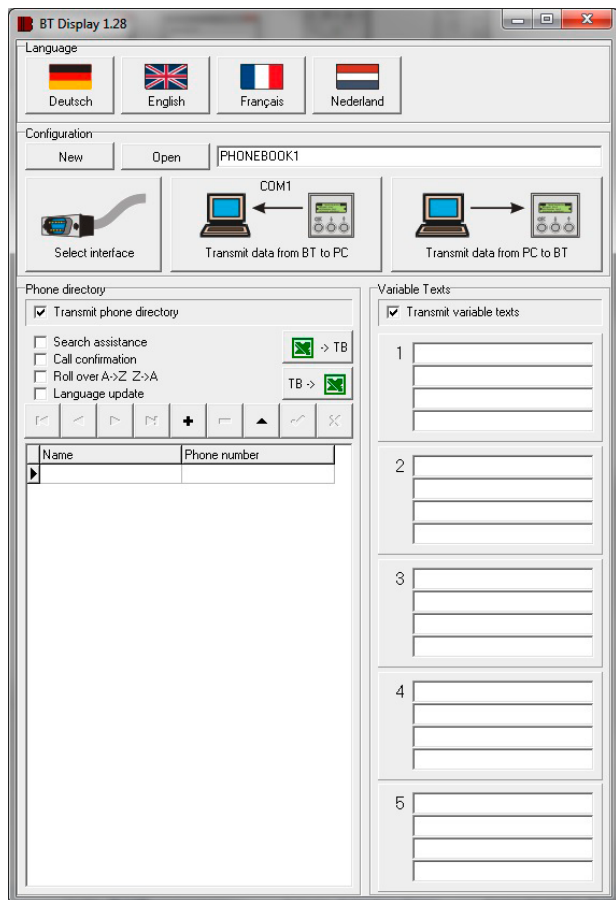 BT Display 1.28
Language
Deutsch
English
Français
Nederland
Configuration
New
Open
PHONEBOOK1
Select interface
COM1
Transmit data from BT to PC
Transmit data from PC to BT
Phone directory
Transmit phone directory
Search assistance
Call confirmation
Roll over A->Z Z->A
Language update
-> TB
TB ->
Name Phone number
Variable Texts
Transmit variable texts
1
2
3
4
5